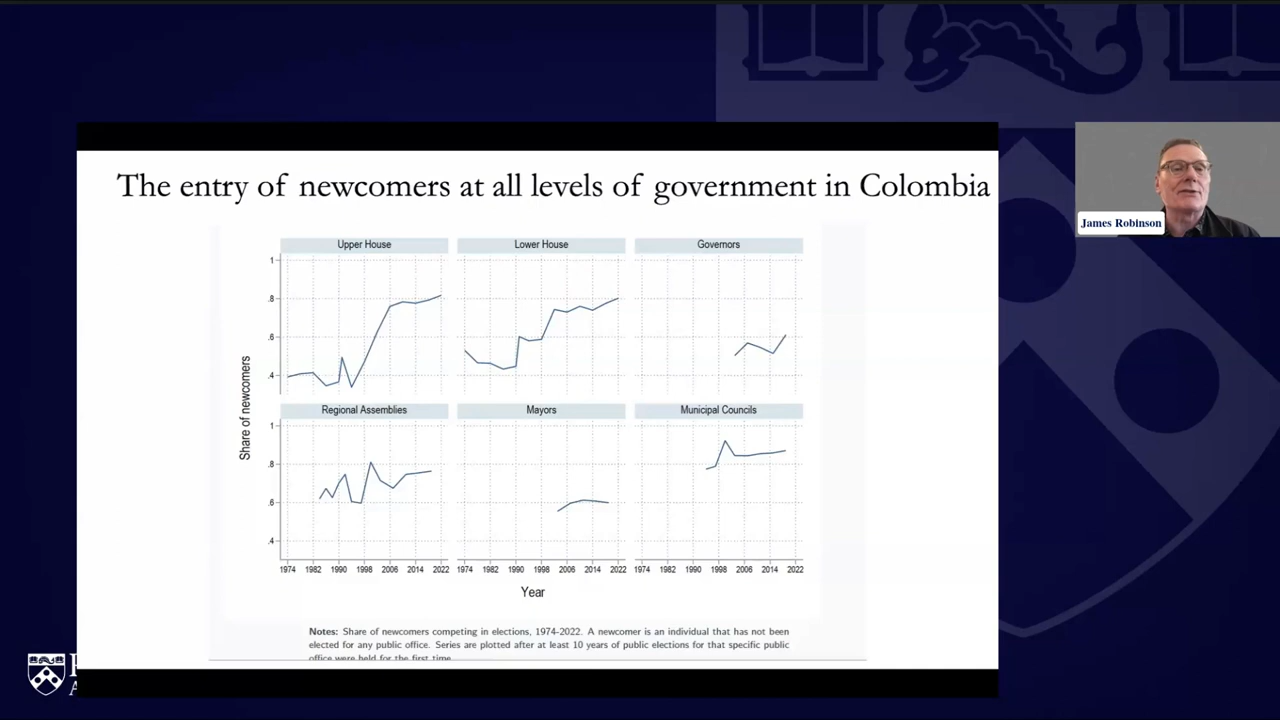 The entry of newcomers at all levels of government in Colombia
James Robinson
Upper House Lower House Governors
1
.8
.6
.4
Regional Assemblies Mayors Municipal Councils
1
.8
.6
.4
Share of newcomers
1974 1982 1990 1998 2006 2014 2022 1974 1982 1990 1998 2006 2014 2022 1974 1982 1990 1998 2006 2014 2022
Year
Notes: Share of newcomers competing in elections, 1974-2022. A newcomer is an individual that has not been
elected for any public office. Series are plotted after at least 10 years of public elections for that specific public
office were held for the first time.